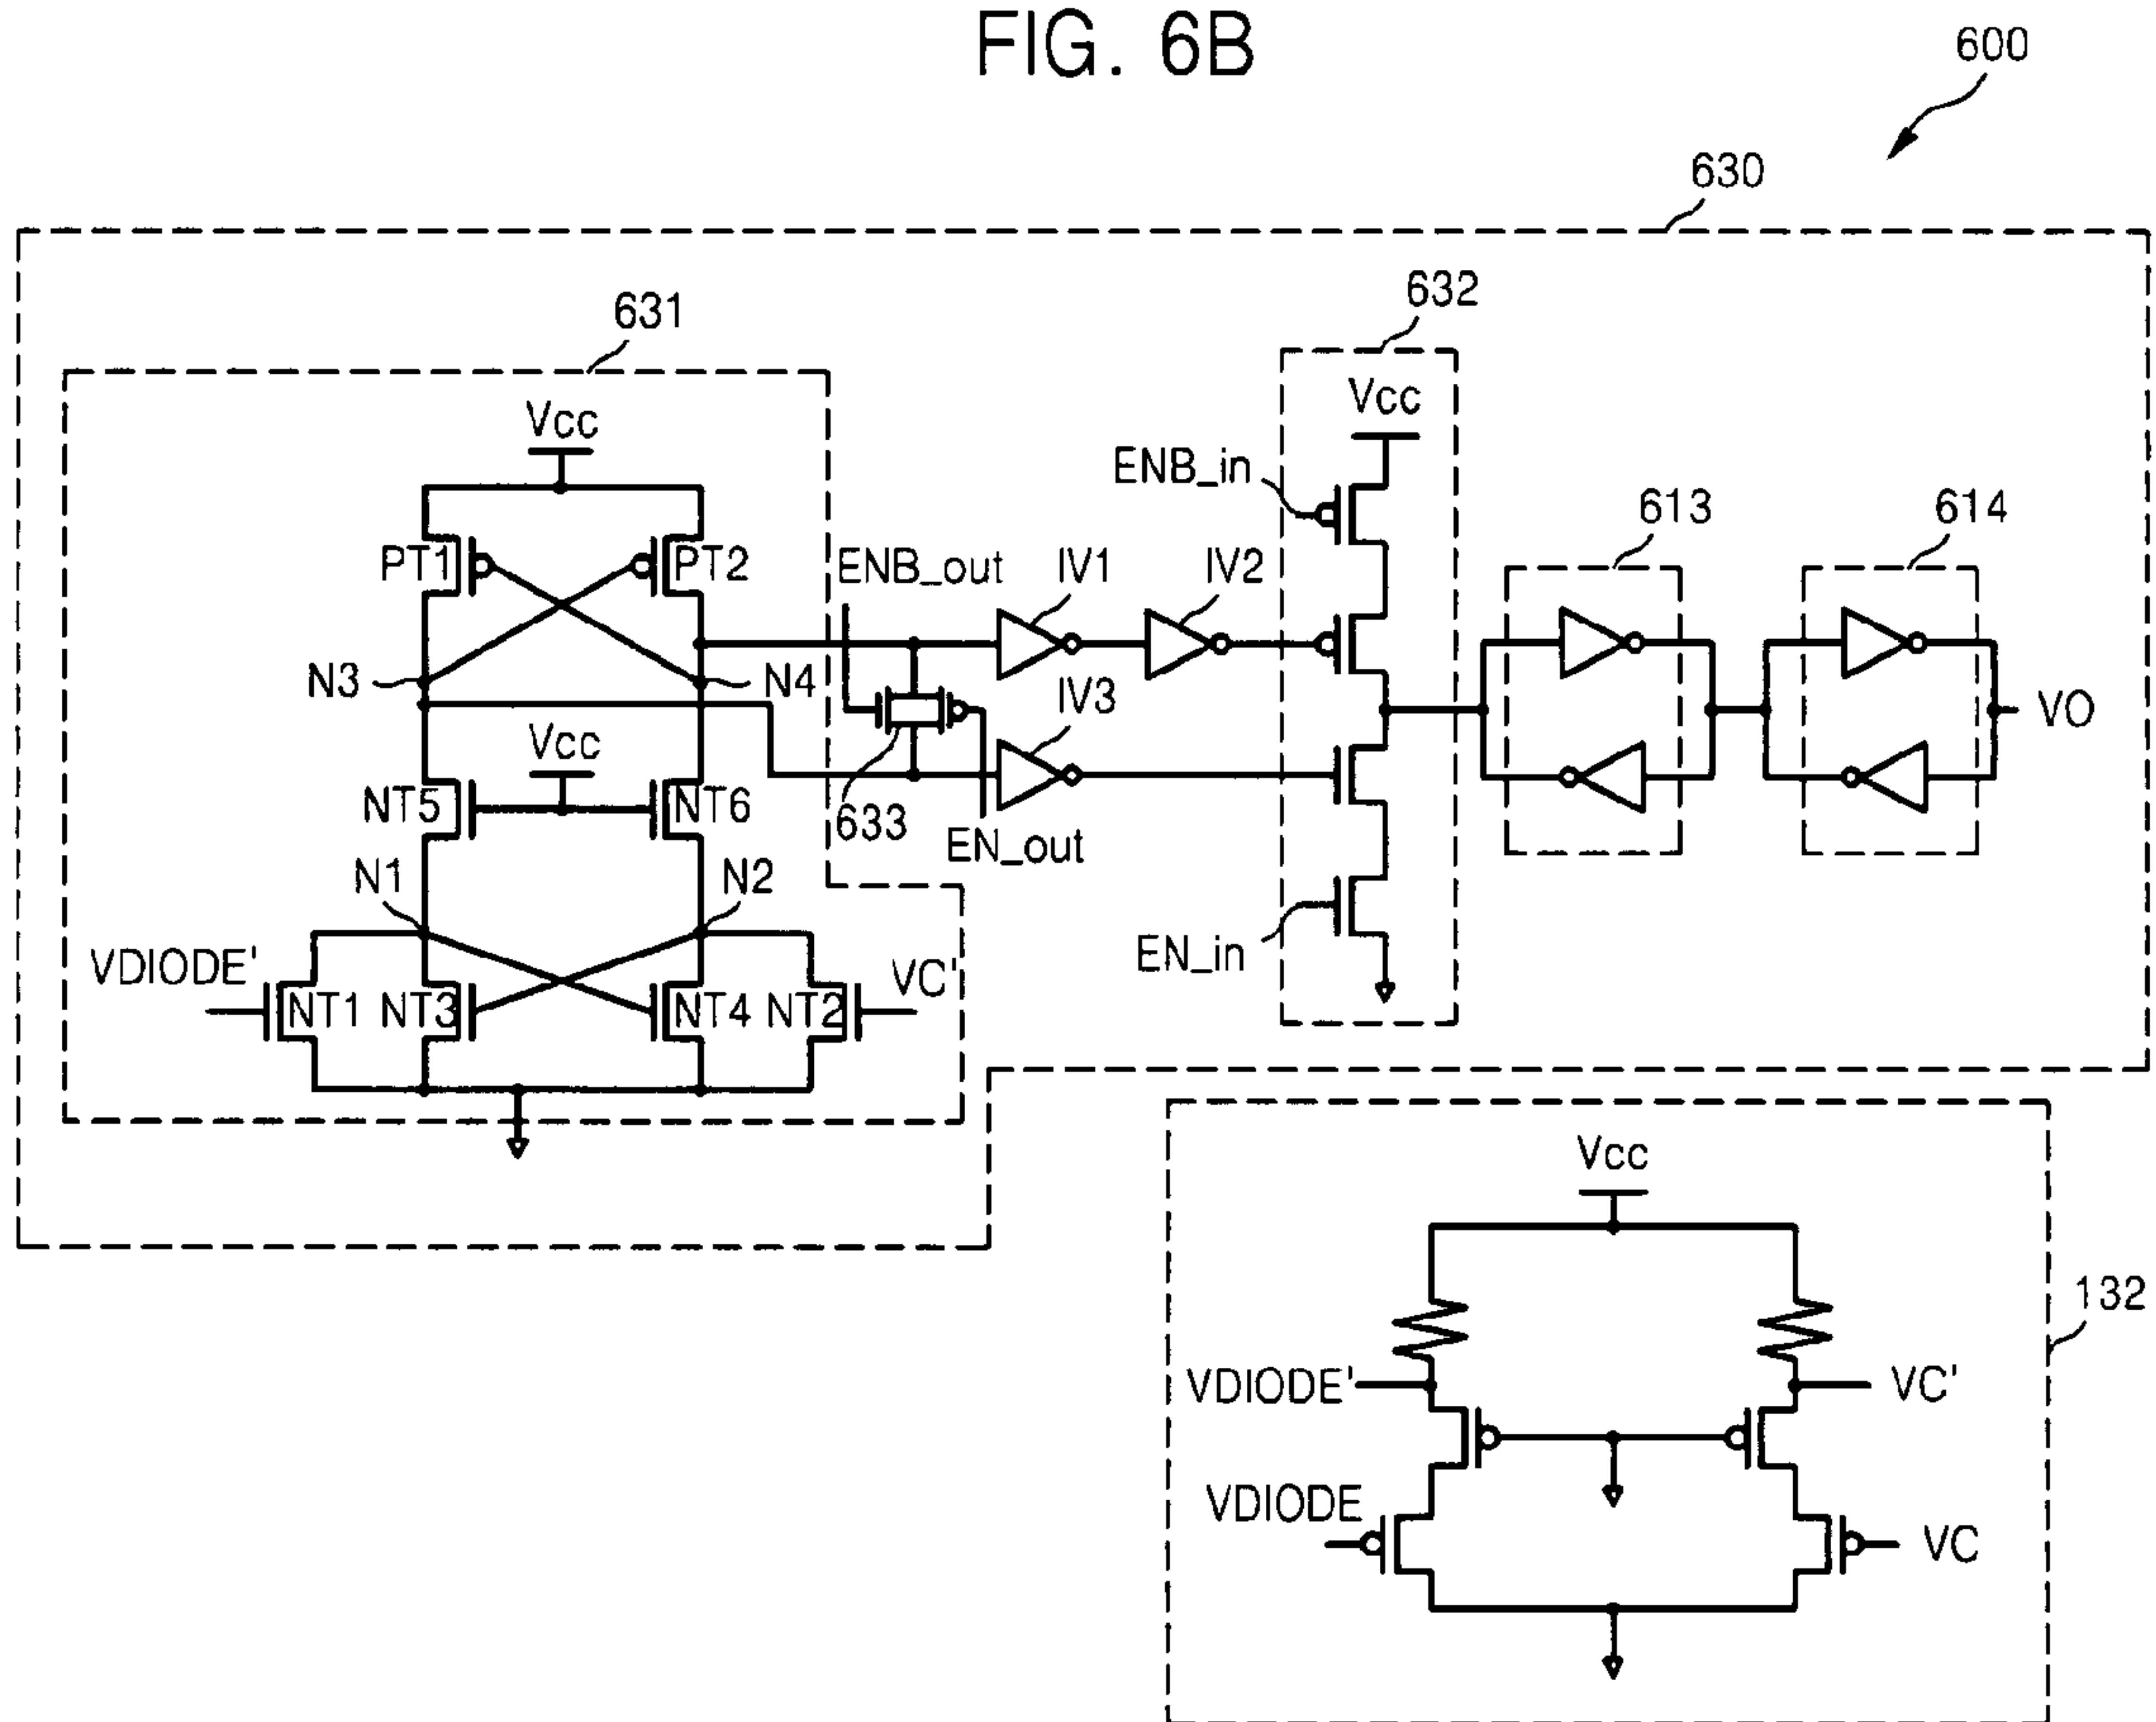 FIG. 6B
600
630
631
632
Vcc
Vcc
ENB_in
613
614
PT1
PT2
ENB_out
IV1
IV2
N3
N4
IV3
VO
Vcc
NT5
NT6
633
EN_out
N1
N2
VDIODE'
VC'
EN_in
NT1
NT3
NT4
NT2
Vcc
132
VDIODE'
VC'
VDIODE
VC